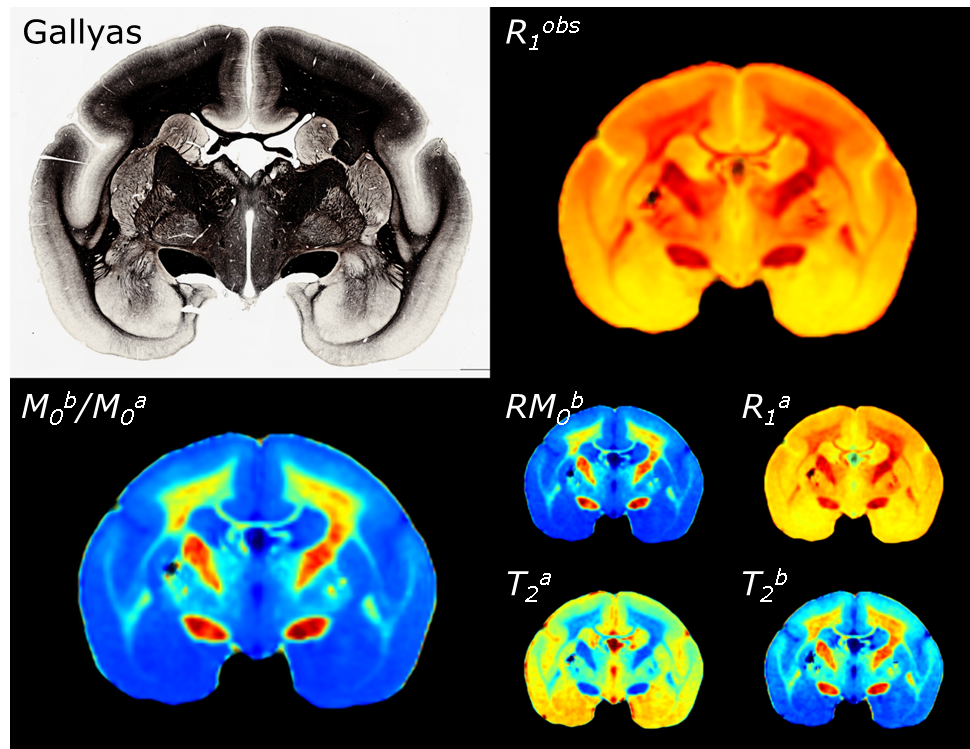 Gallyas
R₁ᵒᵇˢ
M₀ᵇ/M₀ᵃ
RM₀ᵇ
R₁ᵃ
T₂ᵃ
T₂ᵇ